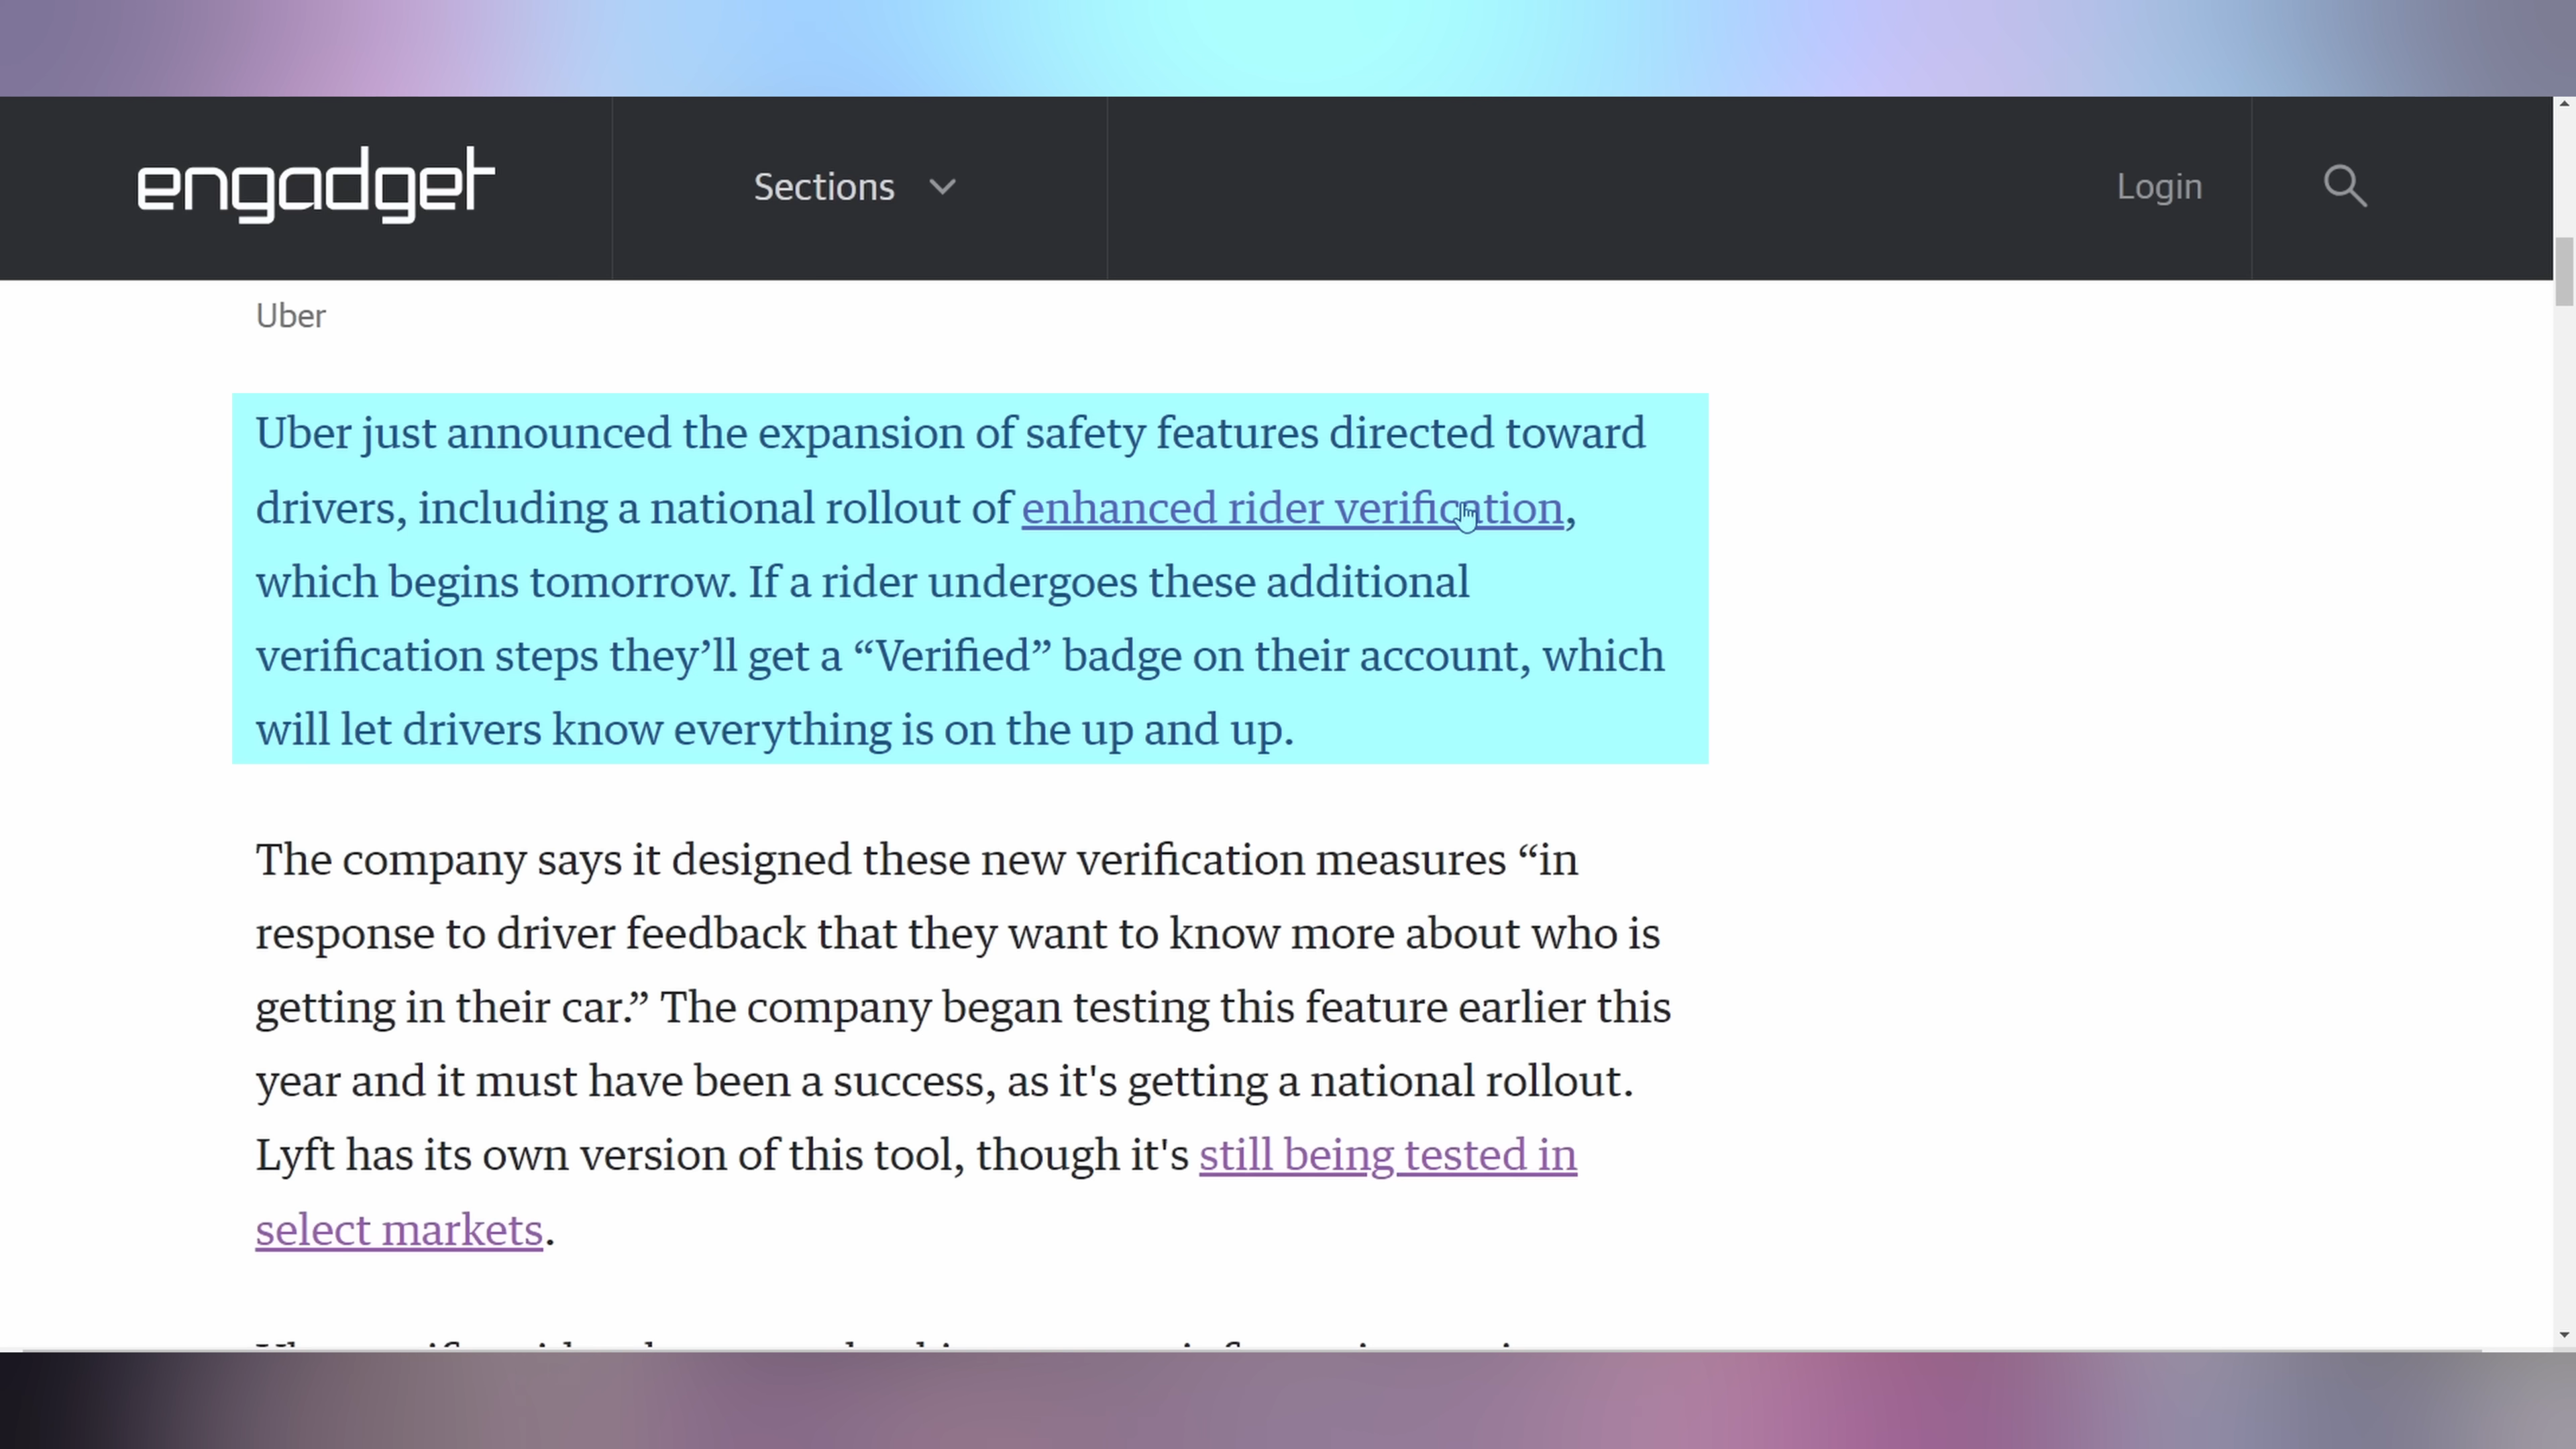 engadget
Sections
Login
Uber
Uber just announced the expansion of safety features directed toward
drivers, including a national rollout of enhanced rider verification,
which begins tomorrow. If a rider undergoes these additional
verification steps they’ll get a “Verified” badge on their account, which
will let drivers know everything is on the up and up.
The company says it designed these new verification measures “in
response to driver feedback that they want to know more about who is
getting in their car.” The company began testing this feature earlier this
year and it must have been a success, as it's getting a national rollout.
Lyft has its own version of this tool, though it's still being tested in
select markets.